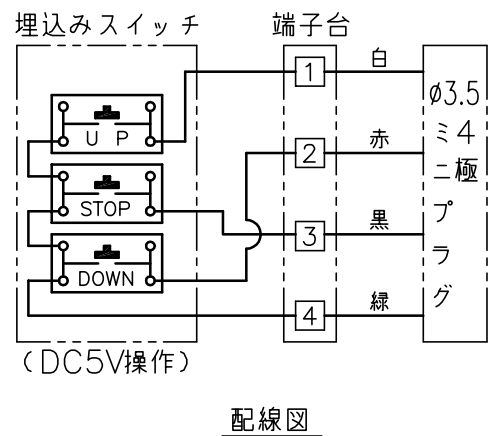 埋込みスイッチ
端子台
UP
STOP
DOWN
1
2
3
4
白
赤
黒
緑
φ3.5
ミ4
ニ極
プ
ラ
グ
(DC5V操作)
配線図